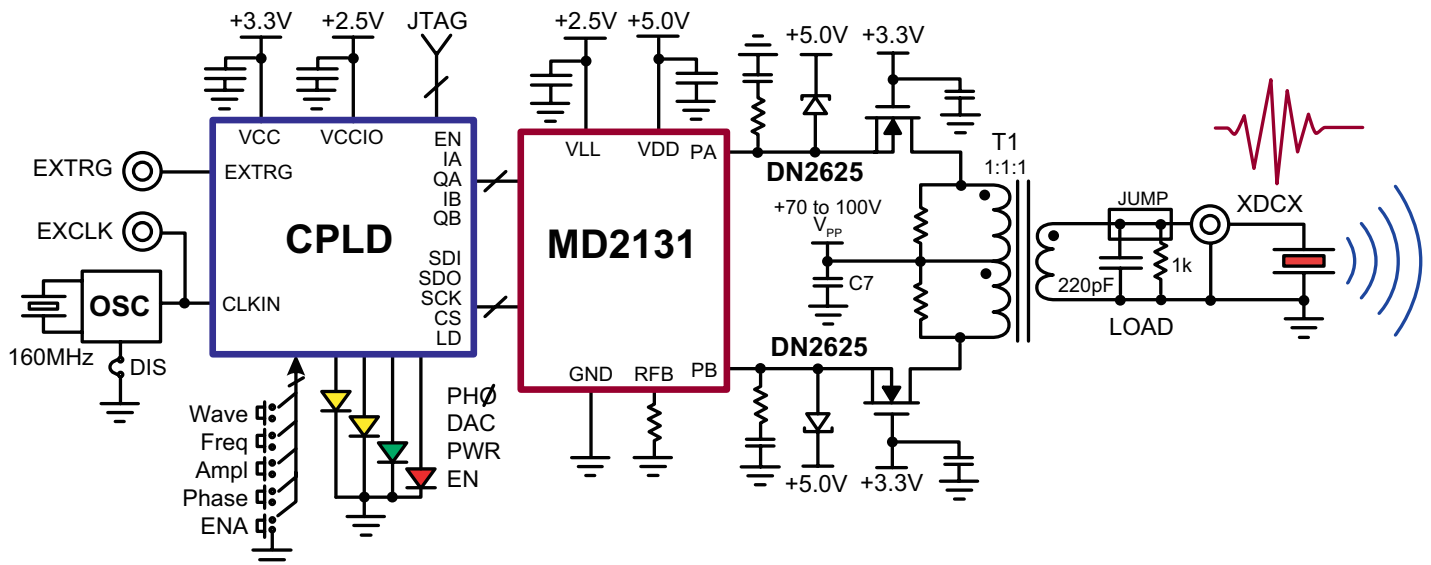 +3.3V
+2.5V
JTAG
+2.5V
+5.0V
+5.0V
+3.3V
VCC
VCCIO
EN
IA
QA
IB
QB
SDI
SDO
SCK
CS
LD
EXTRG
EXTRG
EXCLK
CPLD
OSC
CLKIN
160MHz
DIS
Wave
Freq
Ampl
Phase
ENA
PHØ
DAC
PWR
EN
VLL
VDD
PA
MD2131
GND
RFB
PB
DN2625
+70 to 100V
VPP
C7
DN2625
+5.0V
+3.3V
T1
1:1:1
JUMP
XDCX
220pF
1k
LOAD